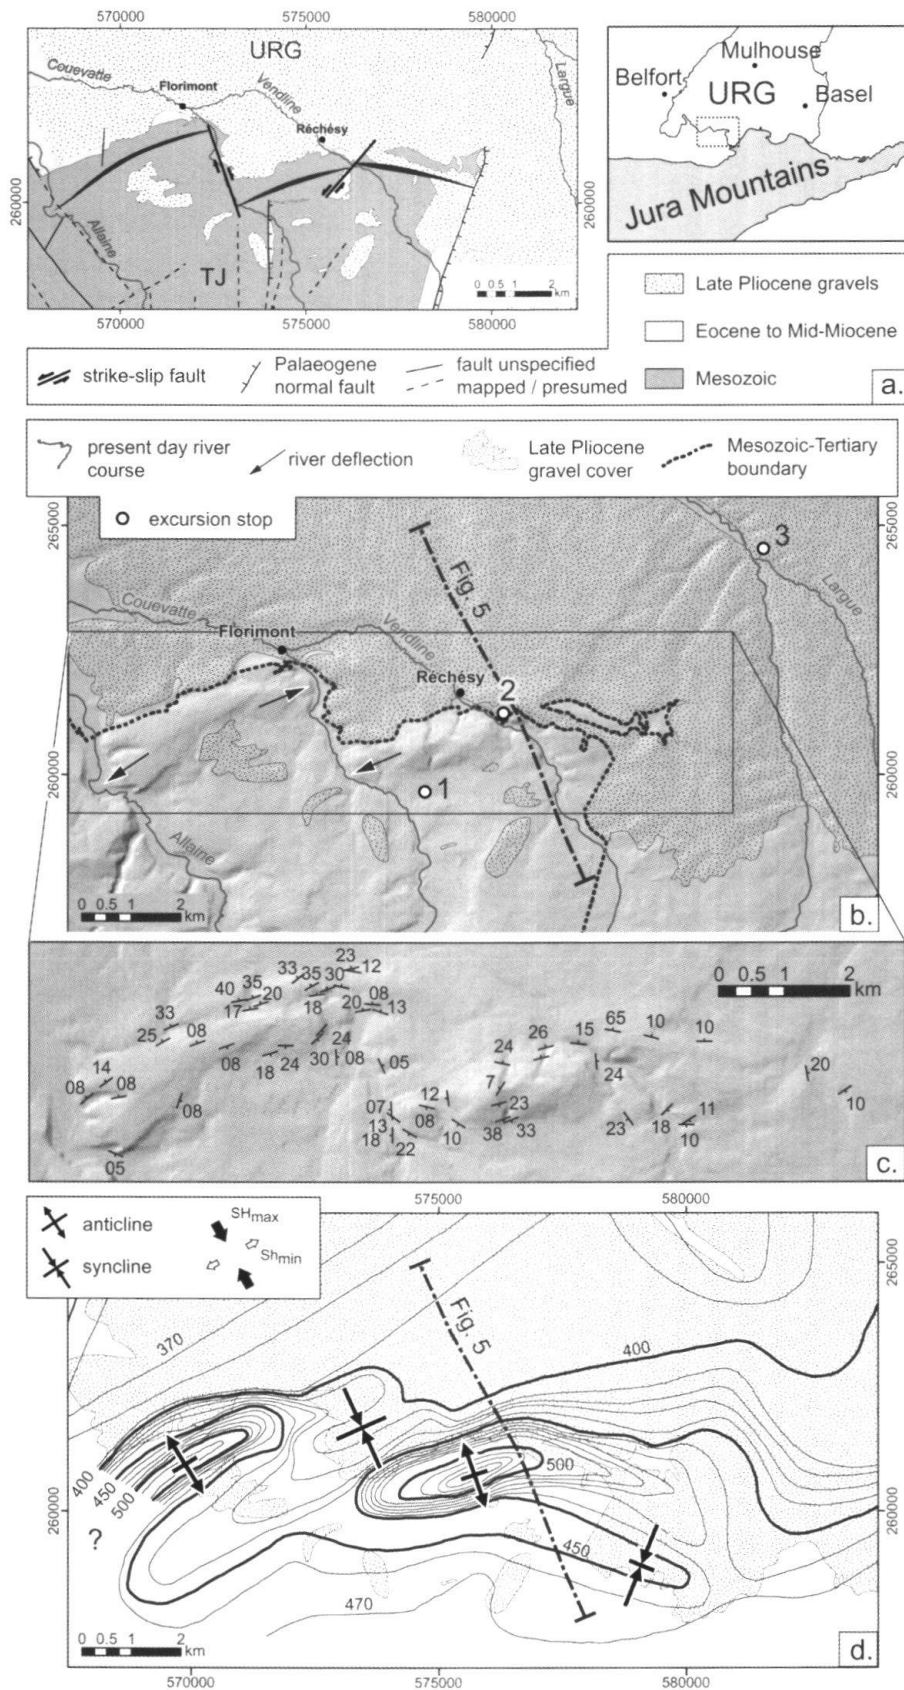 570000 575000 580000
URG
Couevatte
Florimont
Vendline
Réchésy
Largue
260000
260000
Allaine
TJ
0 0.5 1 2
km
570000 575000 580000
Mulhouse
Belfort
URG
Basel
Jura Mountains
Late Pliocene gravels
Eocene to Mid-Miocene
Mesozoic
strike-slip fault
Palaeogene
normal fault
fault unspecified
mapped / presumed
a.
present day river
course
river deflection
Late Pliocene
gravel cover
Mesozoic-Tertiary
boundary
excursion stop
265000
265000
3
Fig. 5
Couevatte
Florimont
Vendline
Largue
Réchésy
2
260000
260000
1
Allaine
0 0.5 1 2
km
b.
23
33 35 30 12
40 35 20 18 20 08
17 13
33
25 08
08 18 24 24 30 08 05
14
08 08
08
05
0 0.5 1 2
km
26 15 65 10 10
24 24 20
7
12 23
07 08
13 10 38 33
18 22
23 18 11
10
10
c.
anticline
syncline
SHmax
Shmin
575000 580000
265000
370
Fig. 5
400
400
450
500
500
260000
260000
?
450
470
0 0.5 1 2
km
d.
570000 575000 580000